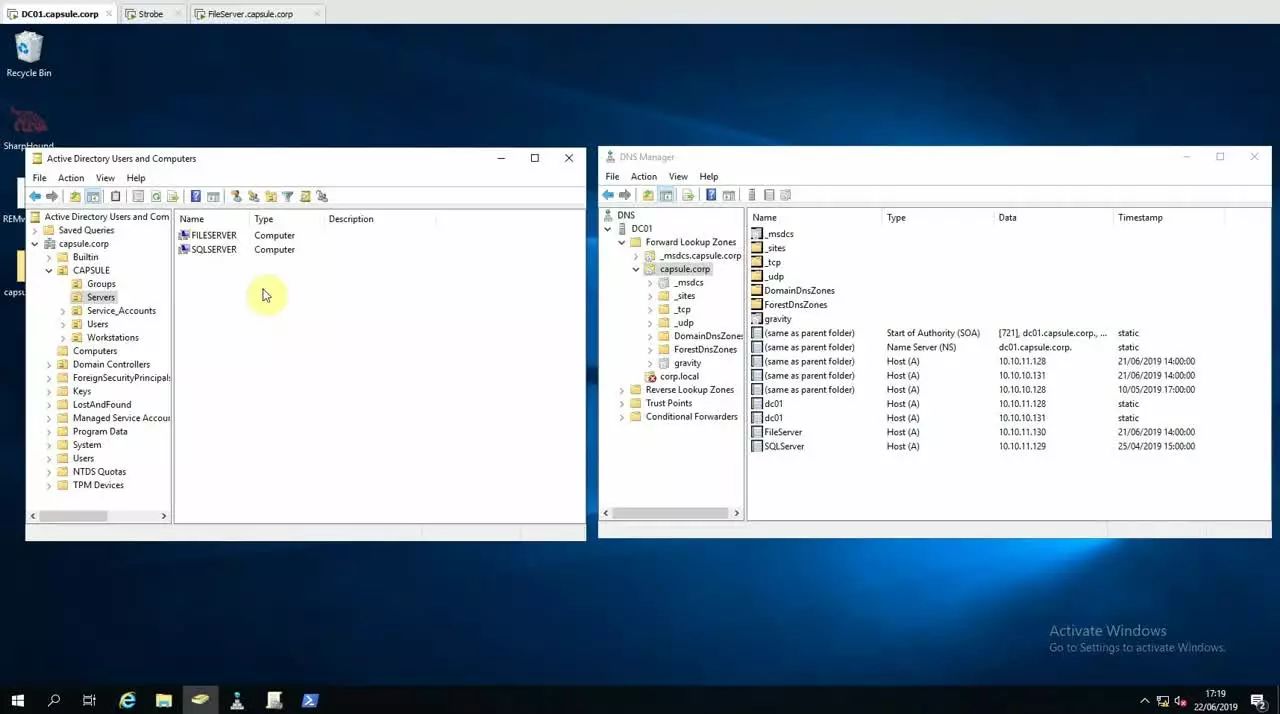 DC01.capsule.corp
Strobe
FileServer.capsule.corp
Recycle Bin
SharpHound
REMw
capsu
Active Directory Users and Computers
File Action View Help
Active Directory Users and Com
Saved Queries
capsule.corp
Builtin
CAPSULE
Groups
Servers
Service_Accounts
Users
Workstations
Computers
Domain Controllers
ForeignSecurityPrincipals
Keys
LostAndFound
Managed Service Accoun
Program Data
System
Users
NTDS Quotas
TPM Devices
Name Type Description
FILESERVER Computer
SQLSERVER Computer
DNS Manager
File Action View Help
DNS
DC01
Forward Lookup Zones
_msdcs.capsule.corp
capsule.corp
_msdcs
_sites
_tcp
_udp
DomainDnsZones
ForestDnsZones
gravity
corp.local
Reverse Lookup Zones
Trust Points
Conditional Forwarders
Name Type Data Timestamp
_msdcs
_sites
_tcp
_udp
DomainDnsZones
ForestDnsZones
gravity
(same as parent folder) Start of Authority (SOA) [721], dc01.capsule.corp., ... static
(same as parent folder) Name Server (NS) dc01.capsule.corp. static
(same as parent folder) Host (A) 10.10.11.128 21/06/2019 14:00:00
(same as parent folder) Host (A) 10.10.10.131 21/06/2019 14:00:00
(same as parent folder) Host (A) 10.10.10.128 10/05/2019 17:00:00
dc01 Host (A) 10.10.11.128 static
dc01 Host (A) 10.10.10.131 static
FileServer Host (A) 10.10.11.130 21/06/2019 14:00:00
SQLServer Host (A) 10.10.11.129 25/04/2019 15:00:00
Activate Windows
Go to Settings to activate Windows.
17:19
22/06/2019
2